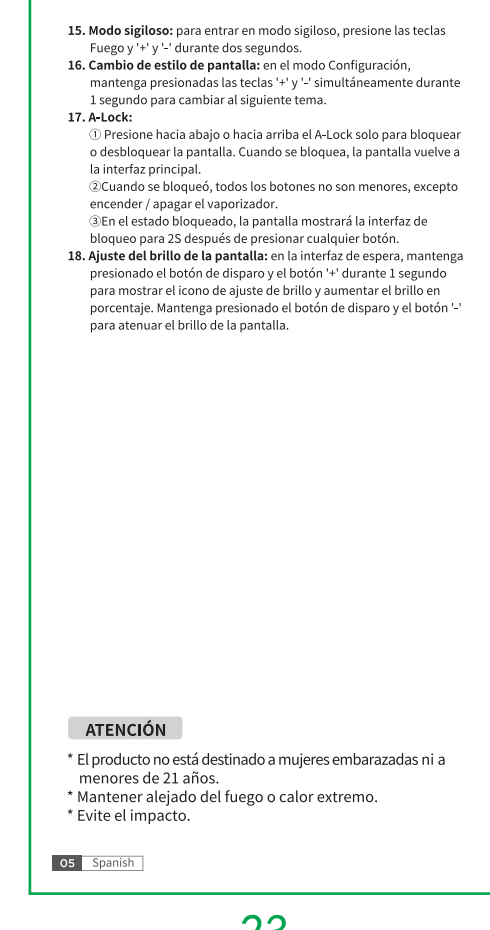 15. Modo sigiloso: para entrar en modo sigiloso, presione las teclas
Fuego y '+' y '-' durante dos segundos.
16. Cambio de estilo de pantalla: en el modo Configuración,
mantenga presionadas las teclas '+' y '-' simultáneamente durante
1 segundo para cambiar al siguiente tema.
17. A-Lock:
① Presione hacia abajo o hacia arriba el A-Lock solo para bloquear
o desbloquear la pantalla. Cuando se bloquea, la pantalla vuelve a
la interfaz principal.
②Cuando se bloqueó, todos los botones no son menores, excepto
encender / apagar el vaporizador.
③En el estado bloqueado, la pantalla mostrará la interfaz de
bloqueo para 2S después de presionar cualquier botón.
18. Ajuste del brillo de la pantalla: en la interfaz de espera, mantenga
presionado el botón de disparo y el botón '+' durante 1 segundo
para mostrar el icono de ajuste de brillo y aumentar el brillo en
porcentaje. Mantenga presionado el botón de disparo y el botón '-'
para atenuar el brillo de la pantalla.
ATENCIÓN
* El producto no está destinado a mujeres embarazadas ni a
menores de 21 años.
* Mantener alejado del fuego o calor extremo.
* Evite el impacto.
05 Spanish
23